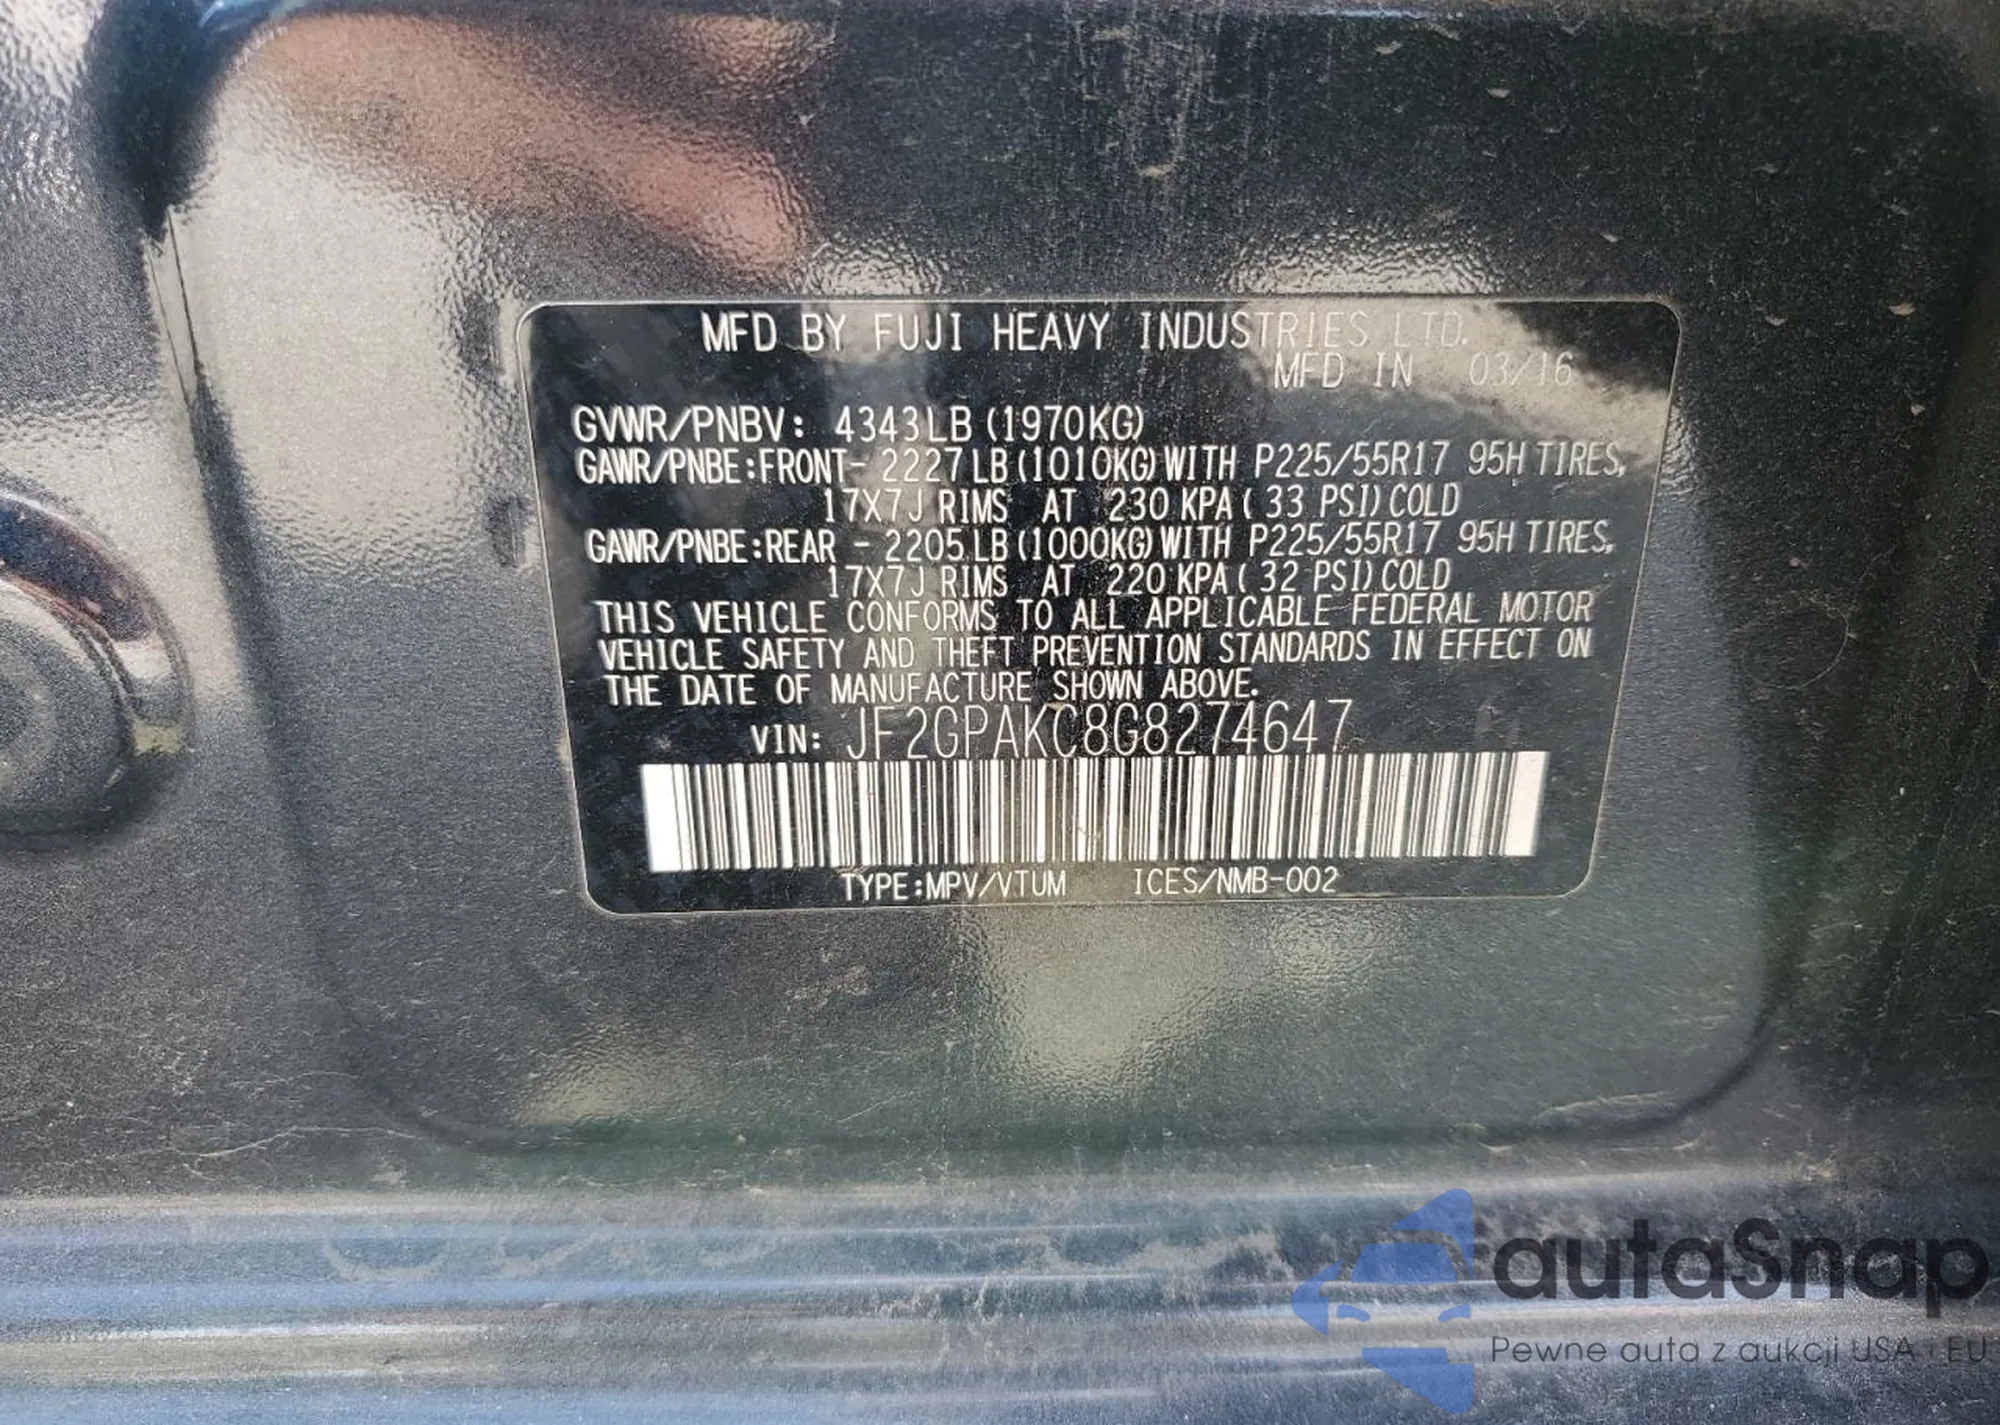 MFD BY FUJI HEAVY INDUSTRIES LTD.
MFD IN 03/16
GVWR/PNBV: 4343LB (1970KG)
GAWR/PNBE:FRONT- 2227LB(1010KG)WITH P225/55R17 95H TIRES,
17X7J RIMS AT 230 KPA( 33 PSI)COLD
GAWR/PNBE:REAR - 2205LB(1000KG)WITH P225/55R17 95H TIRES,
17X7J RIMS AT 220 KPA( 32 PSI)COLD
THIS VEHICLE CONFORMS TO ALL APPLICABLE FEDERAL MOTOR
VEHICLE SAFETY AND THEFT PREVENTION STANDARDS IN EFFECT ON
THE DATE OF MANUFACTURE SHOWN ABOVE.
VIN: JF2GPAKC8G8274647
TYPE:MPV/VTUM ICES/NMB-002
autaSnap
Pewne auta z aukcji USA i EU